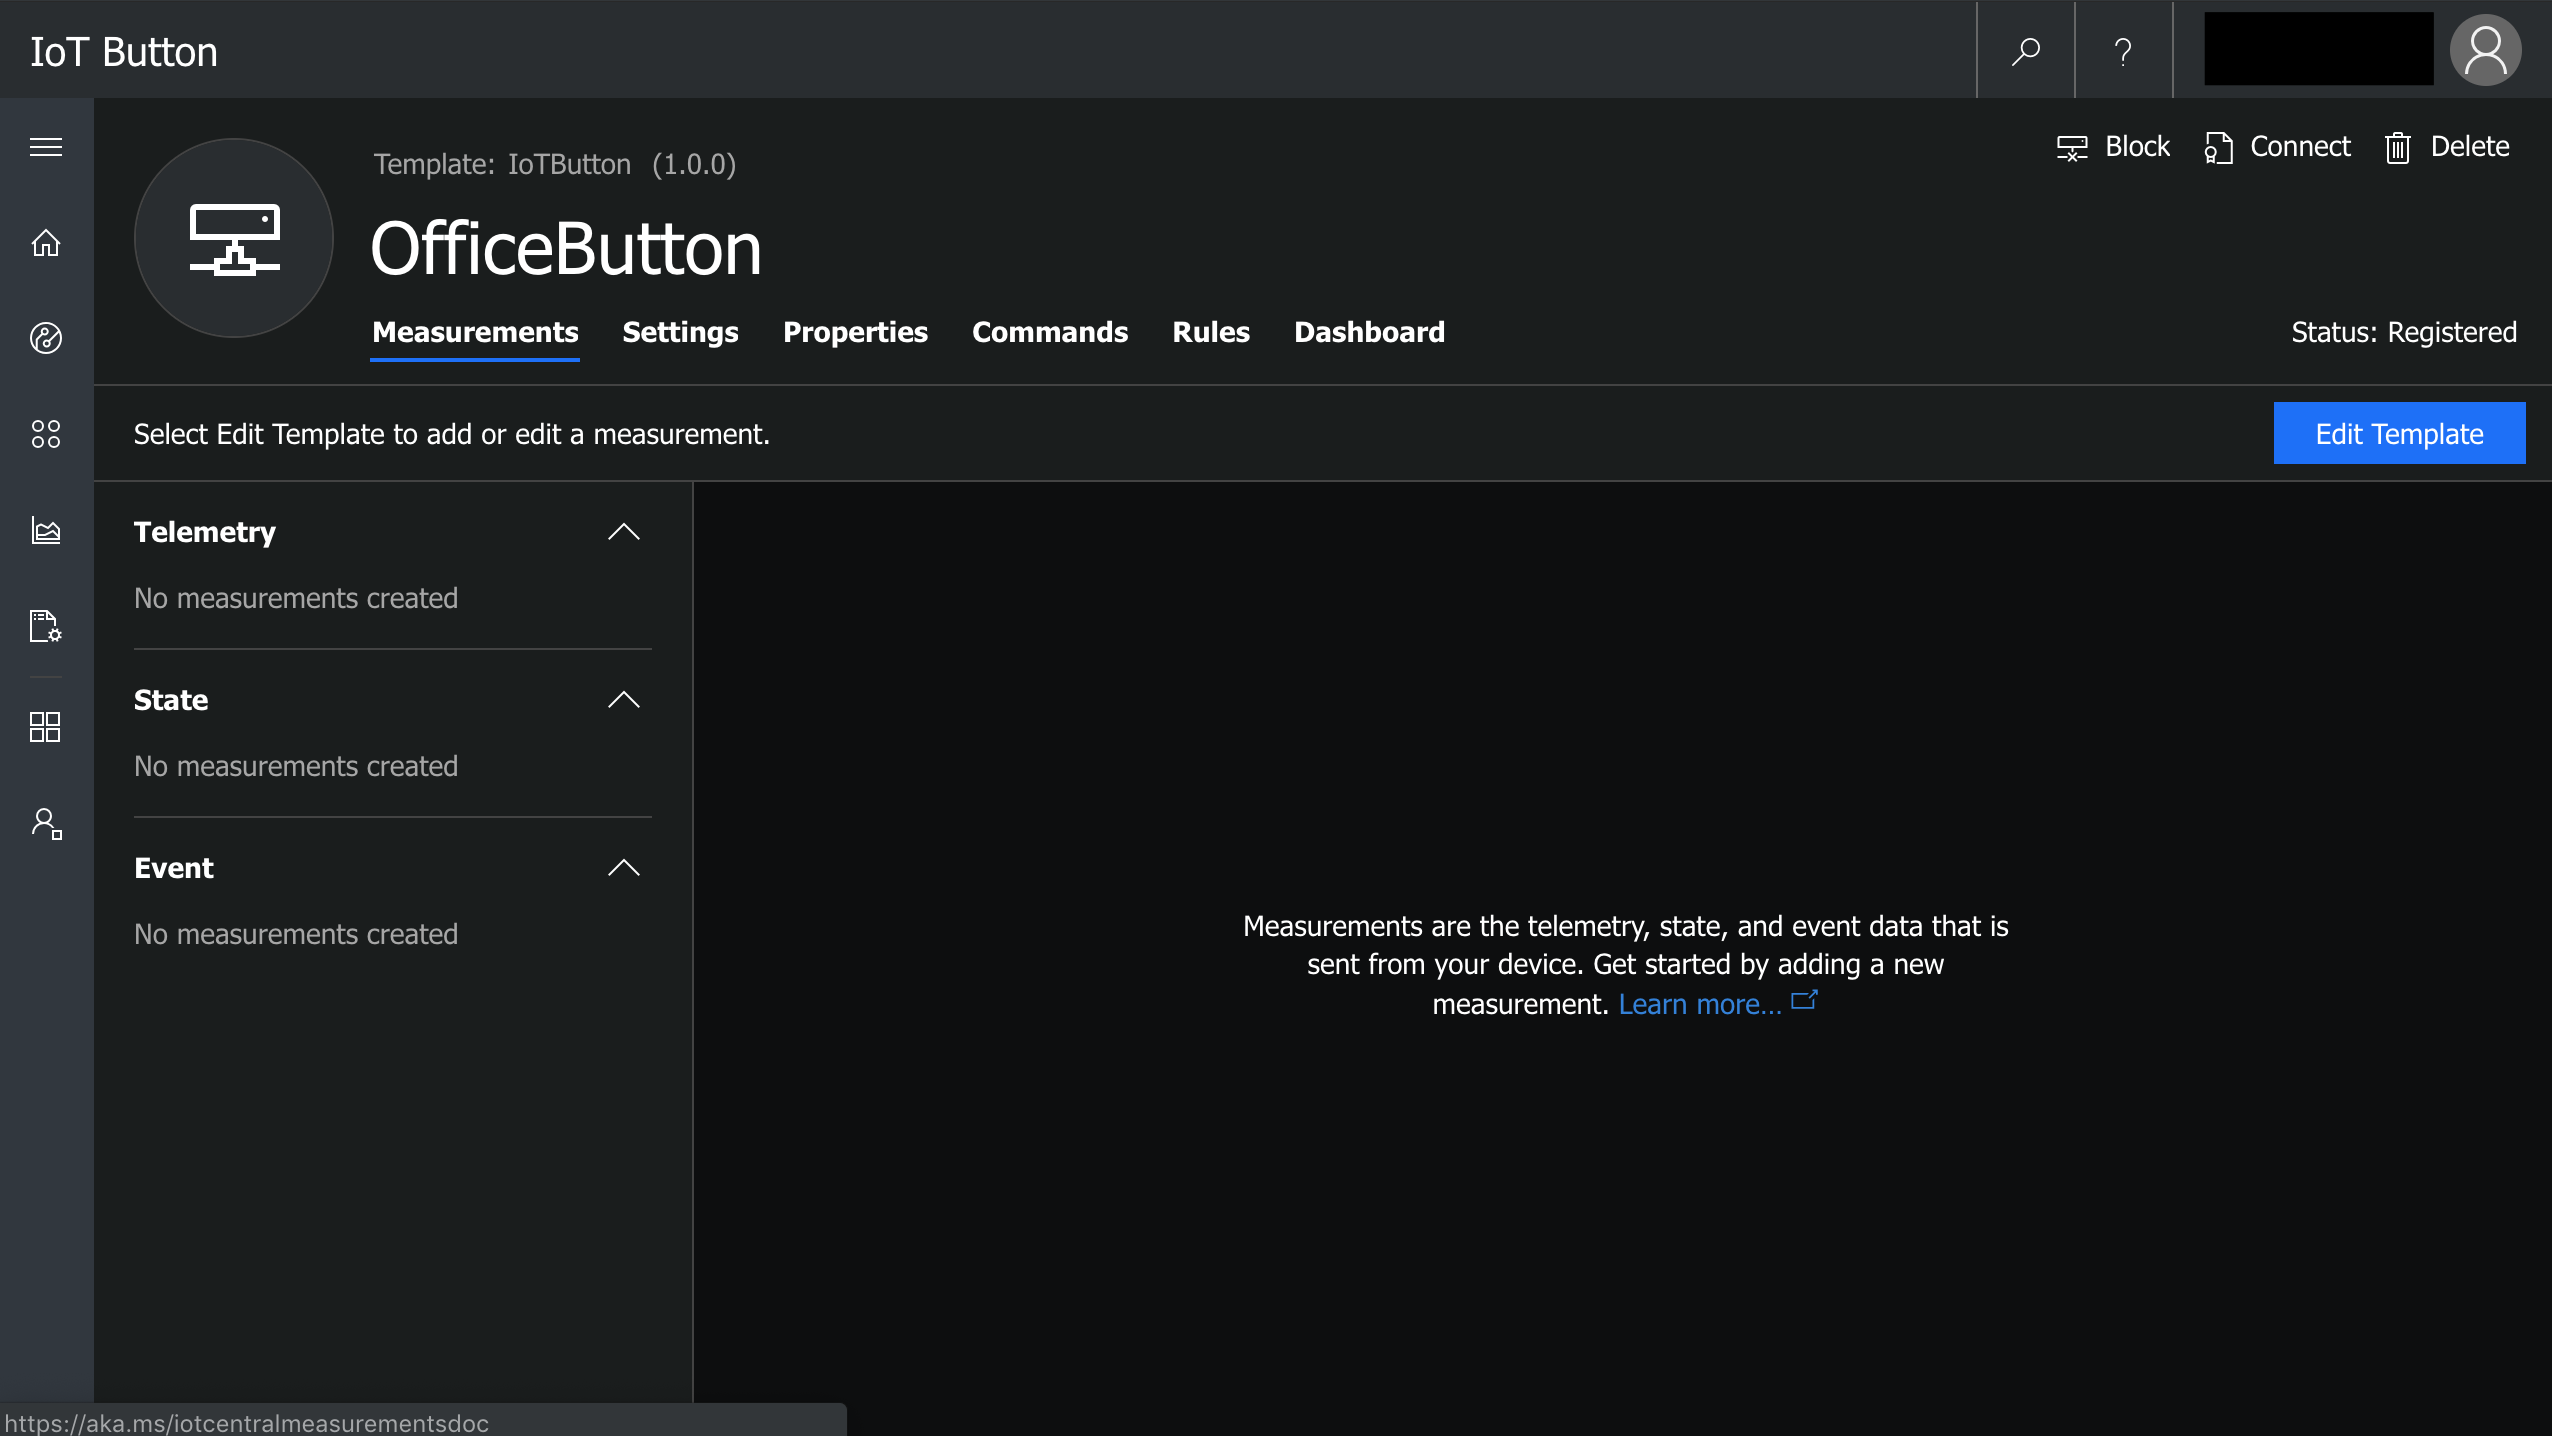 IoT Button
?
Block
Connect
Delete
Template: IoTButton (1.0.0)
OfficeButton
Measurements
Settings
Properties
Commands
Rules
Dashboard
Status: Registered
Select Edit Template to add or edit a measurement.
Edit Template
Telemetry
No measurements created
State
No measurements created
Event
No measurements created
Measurements are the telemetry, state, and event data that is
sent from your device. Get started by adding a new
measurement. Learn more...
https://aka.ms/iotcentralmeasurementsdoc